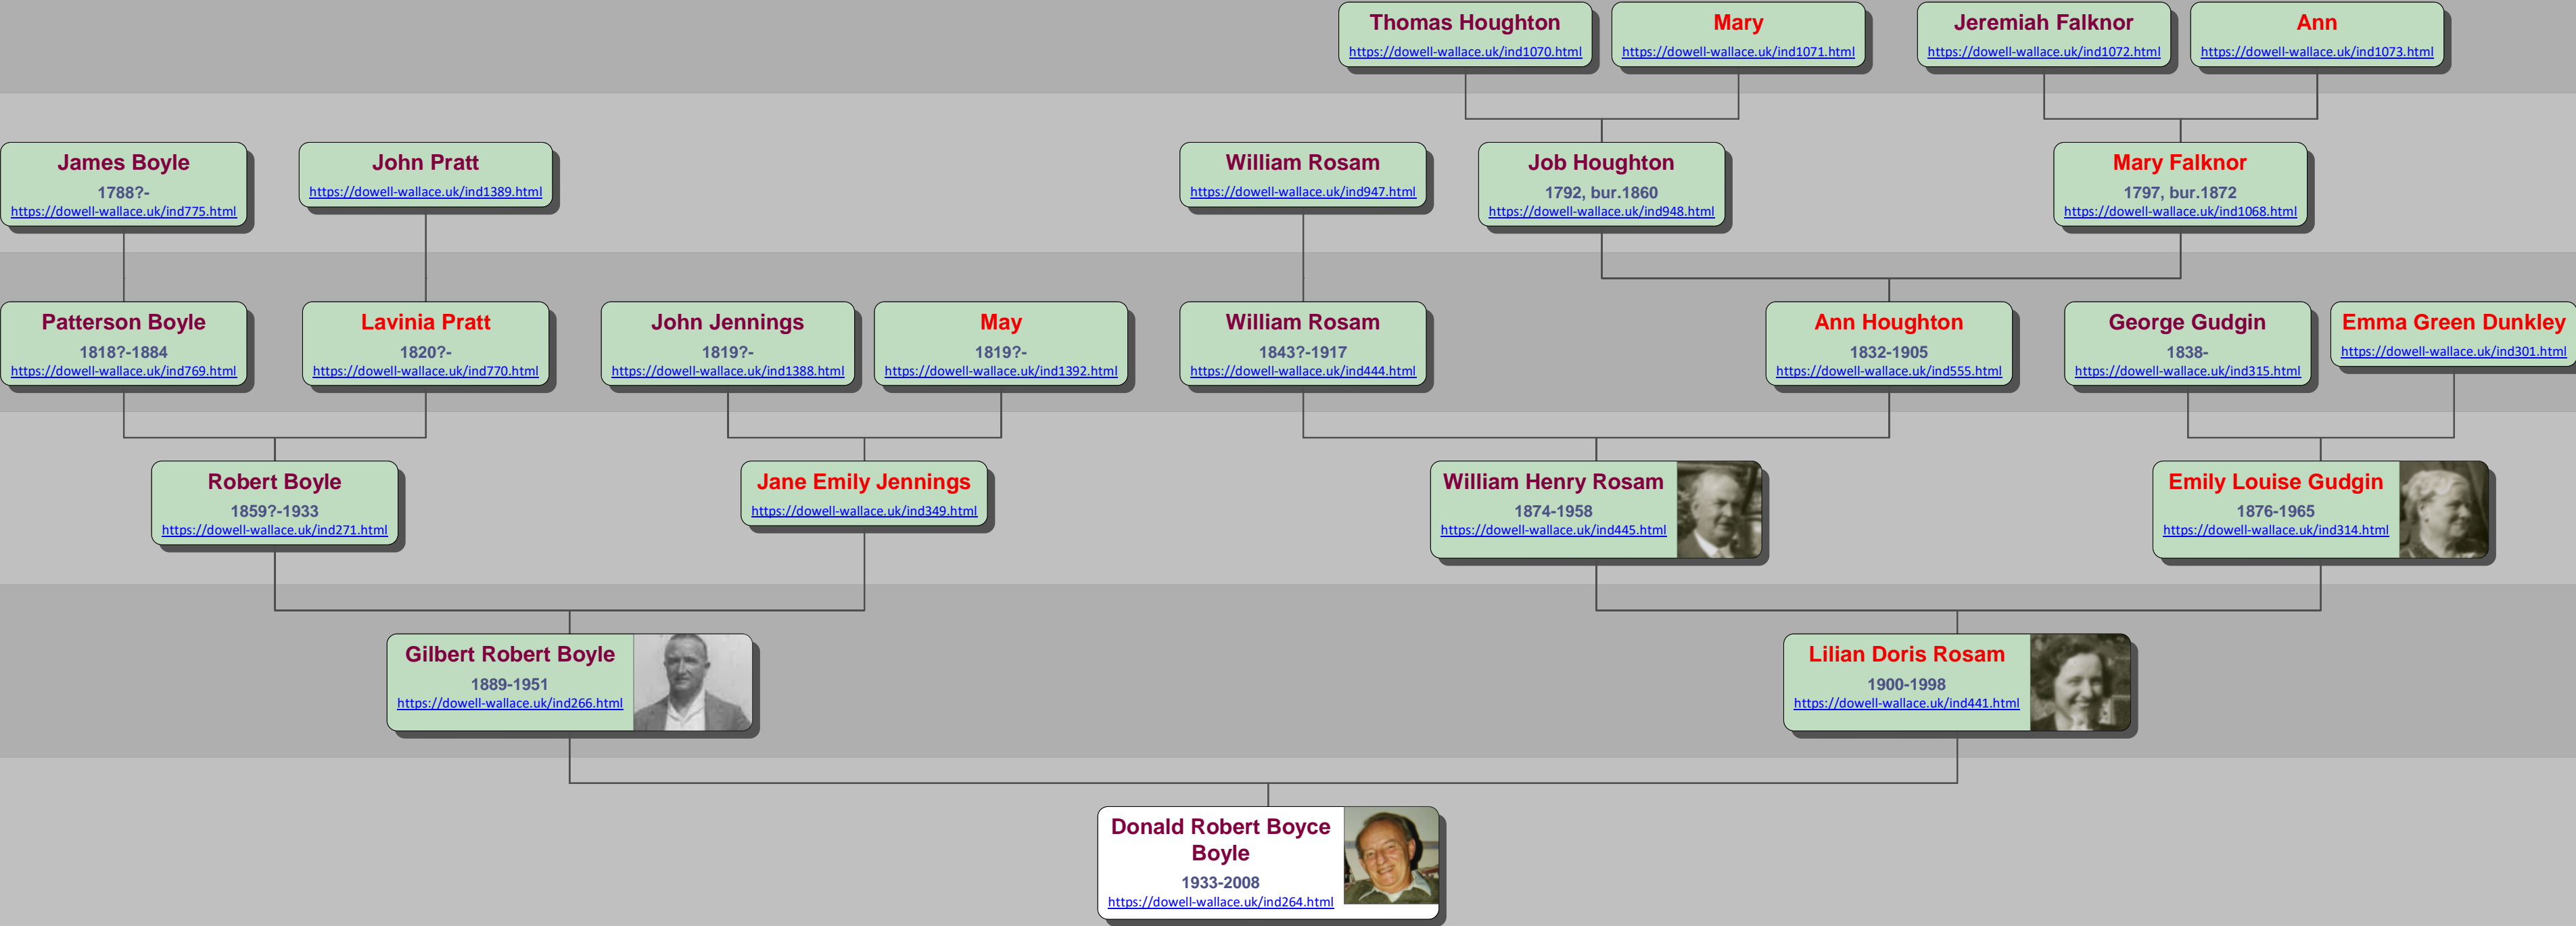 Thomas Houghton
https://dowell-wallace.uk/ind1070.html
Mary
https://dowell-wallace.uk/ind1071.html
Jeremiah Falknor
https://dowell-wallace.uk/ind1072.html
Ann
https://dowell-wallace.uk/ind1073.html
James Boyle
1788?-
https://dowell-wallace.uk/ind775.html
John Pratt
https://dowell-wallace.uk/ind1389.html
William Rosam
https://dowell-wallace.uk/ind947.html
Job Houghton
1792, bur.1860
https://dowell-wallace.uk/ind948.html
Mary Falknor
1797, bur.1872
https://dowell-wallace.uk/ind1068.html
Patterson Boyle
1818?-1884
https://dowell-wallace.uk/ind769.html
Lavinia Pratt
1820?-
https://dowell-wallace.uk/ind770.html
John Jennings
1819?-
https://dowell-wallace.uk/ind1388.html
May
1819?-
https://dowell-wallace.uk/ind1392.html
William Rosam
1843?-1917
https://dowell-wallace.uk/ind444.html
Ann Houghton
1832-1905
https://dowell-wallace.uk/ind555.html
George Gudgin
1838-
https://dowell-wallace.uk/ind315.html
Emma Green Dunkley
https://dowell-wallace.uk/ind301.html
Robert Boyle
1859?-1933
https://dowell-wallace.uk/ind271.html
Jane Emily Jennings
https://dowell-wallace.uk/ind349.html
William Henry Rosam
1874-1958
https://dowell-wallace.uk/ind445.html
Emily Louise Gudgin
1876-1965
https://dowell-wallace.uk/ind314.html
Gilbert Robert Boyle
1889-1951
https://dowell-wallace.uk/ind266.html
Lilian Doris Rosam
1900-1998
https://dowell-wallace.uk/ind441.html
Donald Robert Boyce
Boyle
1933-2008
https://dowell-wallace.uk/ind264.html